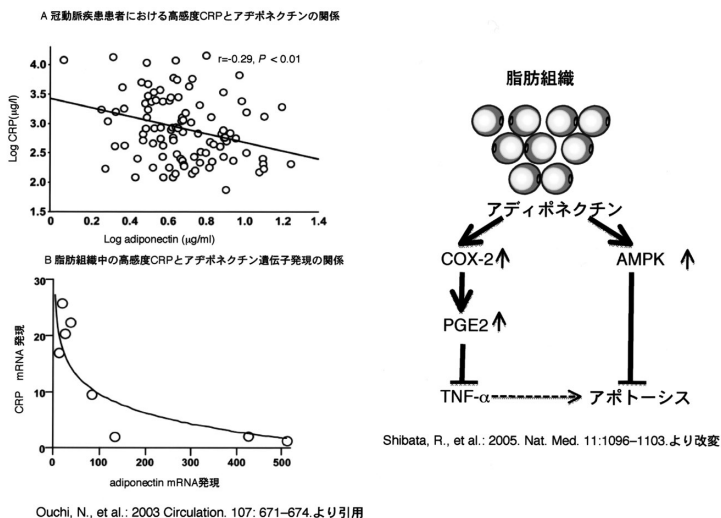 A 冠動脈疾患患者における高感度CRPとアヂポネクチンの関係
r=-0.29, P < 0.01
Log CRP(μg/l)
4.0
3.5
3.0
2.5
2.0
1.5
0
0.2
0.4
0.6
0.8
1.0
1.2
1.4
Log adiponectin (μg/ml)
B 脂肪組織中の高感度CRPとアヂポネクチン遺伝子発現の関係
CRP mRNA 発現
30
20
10
0
0
100
200
300
400
500
adiponectin mRNA発現
Ouchi, N., et al.: 2003 Circulation. 107: 671–674.より引用
脂肪組織
アディポネクチン
COX-2
AMPK
PGE2
TNF-α
アポトーシス
Shibata, R., et al.: 2005. Nat. Med. 11:1096–1103.より改変